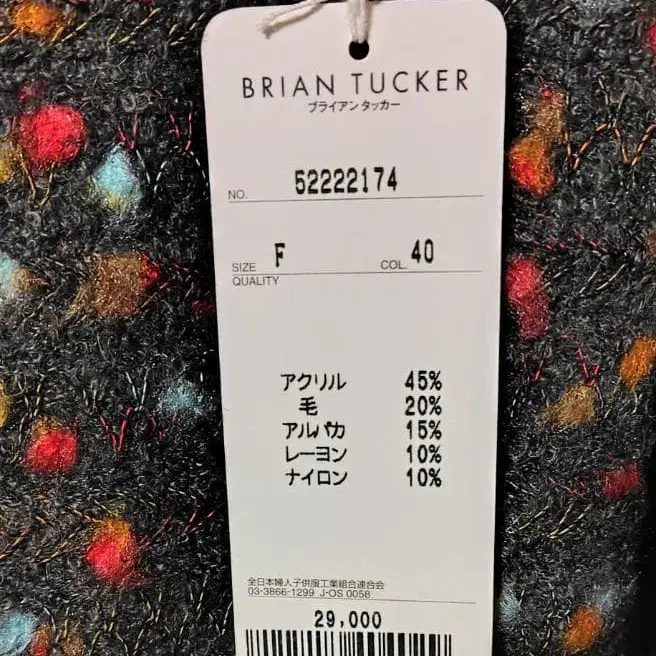 BRIAN TUCKER
ブライアン タッカー
NO. 52222174
SIZE F COL. 40
QUALITY
アクリル 45%
毛 20%
アルパカ 15%
レーヨン 10%
ナイロン 10%
全日本婦人子供服工業組合連合会
03-3866-1299 J-OS 0058
29,000